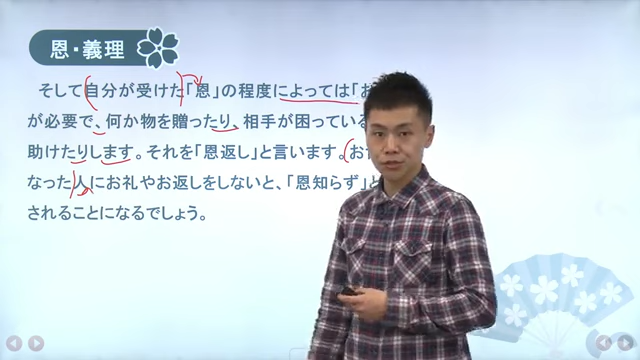 恩・義理
そして自分が受けた「恩」の程度によっては「お
が必要で、何か物を贈ったり、相手が困っている
助けたりします。それを「恩返し」と言います。お
なった人にお礼やお返しをしないと、「恩知らず」と
されることになるでしょう。